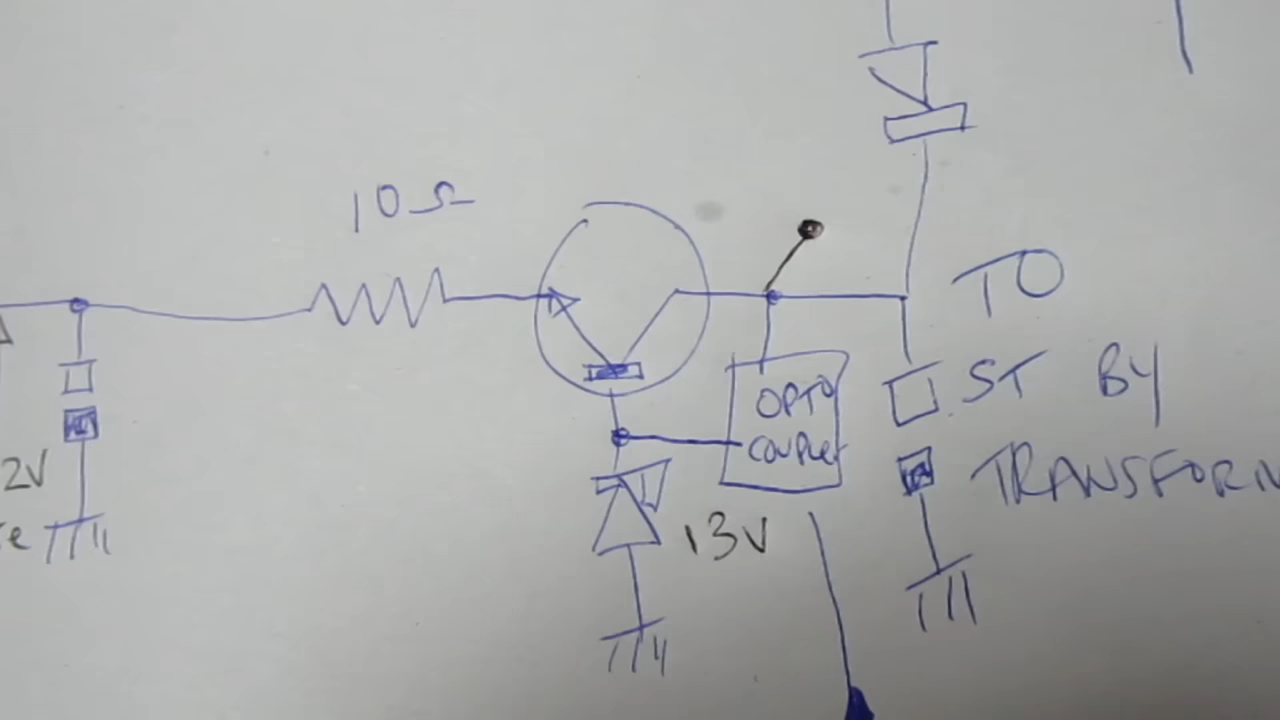 10Ω
TO
ST BY
TRANSFORM
OPTO
COUPLER
13V
2V